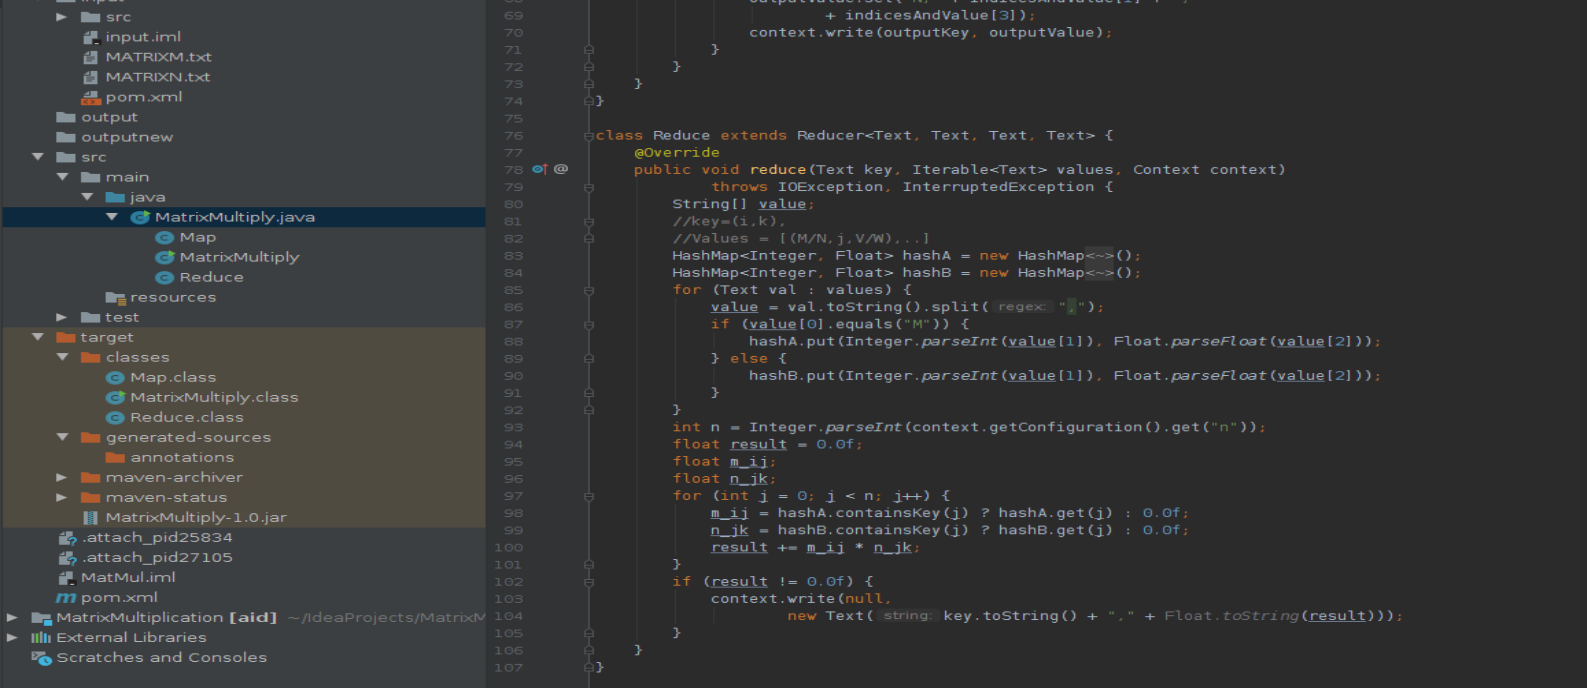 input
src
input.iml
MATRIXM.txt
MATRIXN.txt
pom.xml
output
outputnew
src
main
java
MatrixMultiply.java
Map
MatrixMultiply
Reduce
resources
test
target
classes
Map.class
MatrixMultiply.class
Reduce.class
generated-sources
annotations
maven-archiver
maven-status
MatrixMultiply-1.0.jar
.attach_pid25834
.attach_pid27105
MatMul.iml
pom.xml
MatrixMultiplication [aid] ~/IdeaProjects/MatrixM
External Libraries
Scratches and Consoles
69 + indicesAndValue[3]);
70 context.write(outputKey, outputValue);
71 }
72 }
73 }
74 }
75
76 class Reduce extends Reducer<Text, Text, Text, Text> {
77 @Override
78 @ public void reduce(Text key, Iterable<Text> values, Context context)
79 throws IOException, InterruptedException {
80 String[] value;
81 //key=(i,k),
82 //Values = [(M/N,j,V/W),..]
83 HashMap<Integer, Float> hashA = new HashMap<~>();
84 HashMap<Integer, Float> hashB = new HashMap<~>();
85 for (Text val : values) {
86 value = val.toString().split( regex: ",");
87 if (value[0].equals("M")) {
88 hashA.put(Integer.parseInt(value[1]), Float.parseFloat(value[2]));
89 } else {
90 hashB.put(Integer.parseInt(value[1]), Float.parseFloat(value[2]));
91 }
92 }
93 int n = Integer.parseInt(context.getConfiguration().get("n"));
94 float result = 0.0f;
95 float m_ij;
96 float n_jk;
97 for (int j = 0; j < n; j++) {
98 m_ij = hashA.containsKey(j) ? hashA.get(j) : 0.0f;
99 n_jk = hashB.containsKey(j) ? hashB.get(j) : 0.0f;
100 result += m_ij * n_jk;
101 }
102 if (result != 0.0f) {
103 context.write(null,
104 new Text( string: key.toString() + "," + Float.toString(result)));
105 }
106 }
107 }